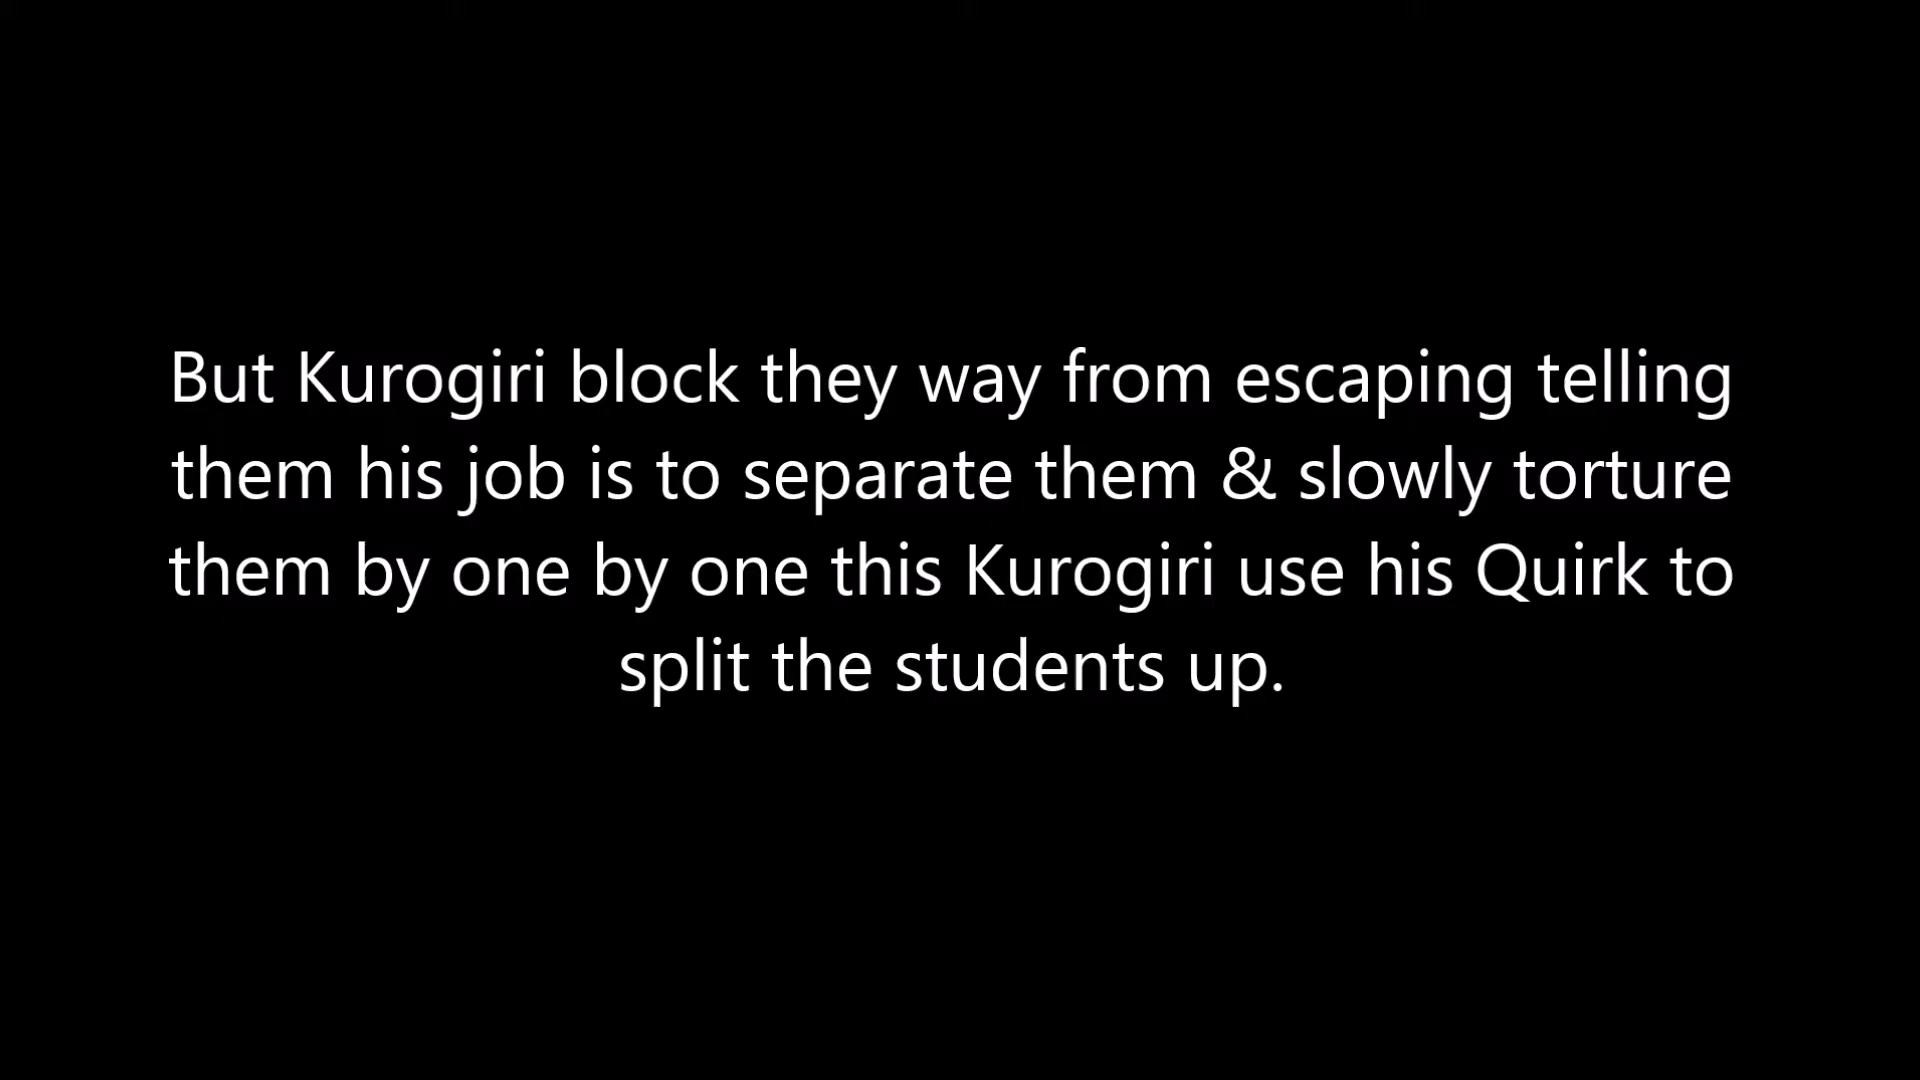 But Kurogiri block they way from escaping telling
them his job is to separate them & slowly torture
them by one by one this Kurogiri use his Quirk to
split the students up.